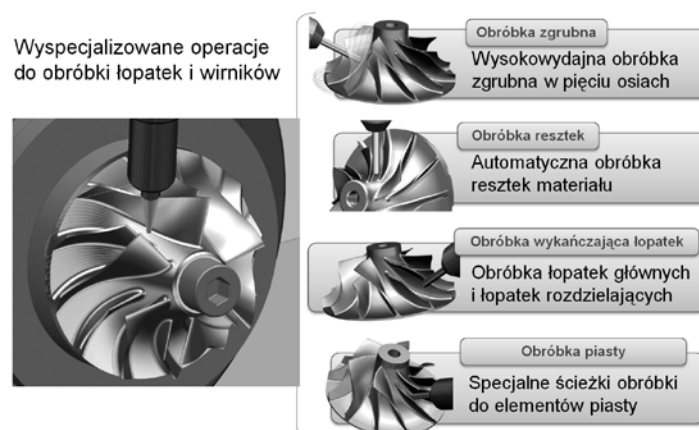 Wyspecjalizowane operacje
do obróbki łopatek i wirników
Obróbka zgrubna
Wysokowydajna obróbka
zgrubna w pięciu osiach
Obróbka resztek
Automatyczna obróbka
resztek materiału
Obróbka wykańczająca łopatek
Obróbka łopatek głównych
i łopatek rozdzielających
Obróbka piasty
Specjalne ścieżki obróbki
do elementów piasty